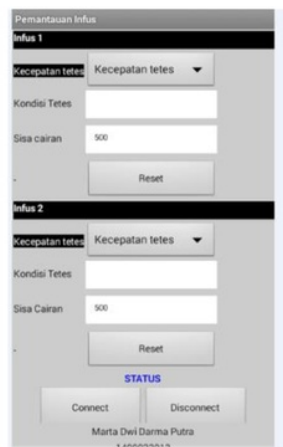 Pemantauan Infus
Infus 1
Kecepatan tetes Kecepatan tetes
Kondisi Tetes
Sisa cairan 500
- Reset
Infus 2
Kecepatan tetes Kecepatan tetes
Kondisi Tetes
Sisa Cairan 500
- Reset
STATUS
Connect Disconnect
Marta Dwi Darma Putra